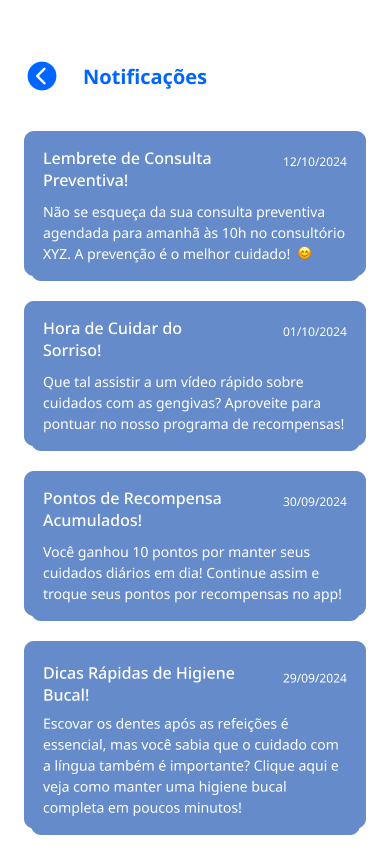 Notificações
Lembrete de Consulta
Preventiva!
12/10/2024
Não se esqueça da sua consulta preventiva
agendada para amanhã às 10h no consultório
XYZ. A prevenção é o melhor cuidado! 😊
Hora de Cuidar do
Sorriso!
01/10/2024
Que tal assistir a um vídeo rápido sobre
cuidados com as gengivas? Aproveite para
pontuar no nosso programa de recompensas!
Pontos de Recompensa
Acumulados!
30/09/2024
Você ganhou 10 pontos por manter seus
cuidados diários em dia! Continue assim e
troque seus pontos por recompensas no app!
Dicas Rápidas de Higiene
Bucal!
29/09/2024
Escovar os dentes após as refeições é
essencial, mas você sabia que o cuidado com
a língua também é importante? Clique aqui e
veja como manter uma higiene bucal
completa em poucos minutos!